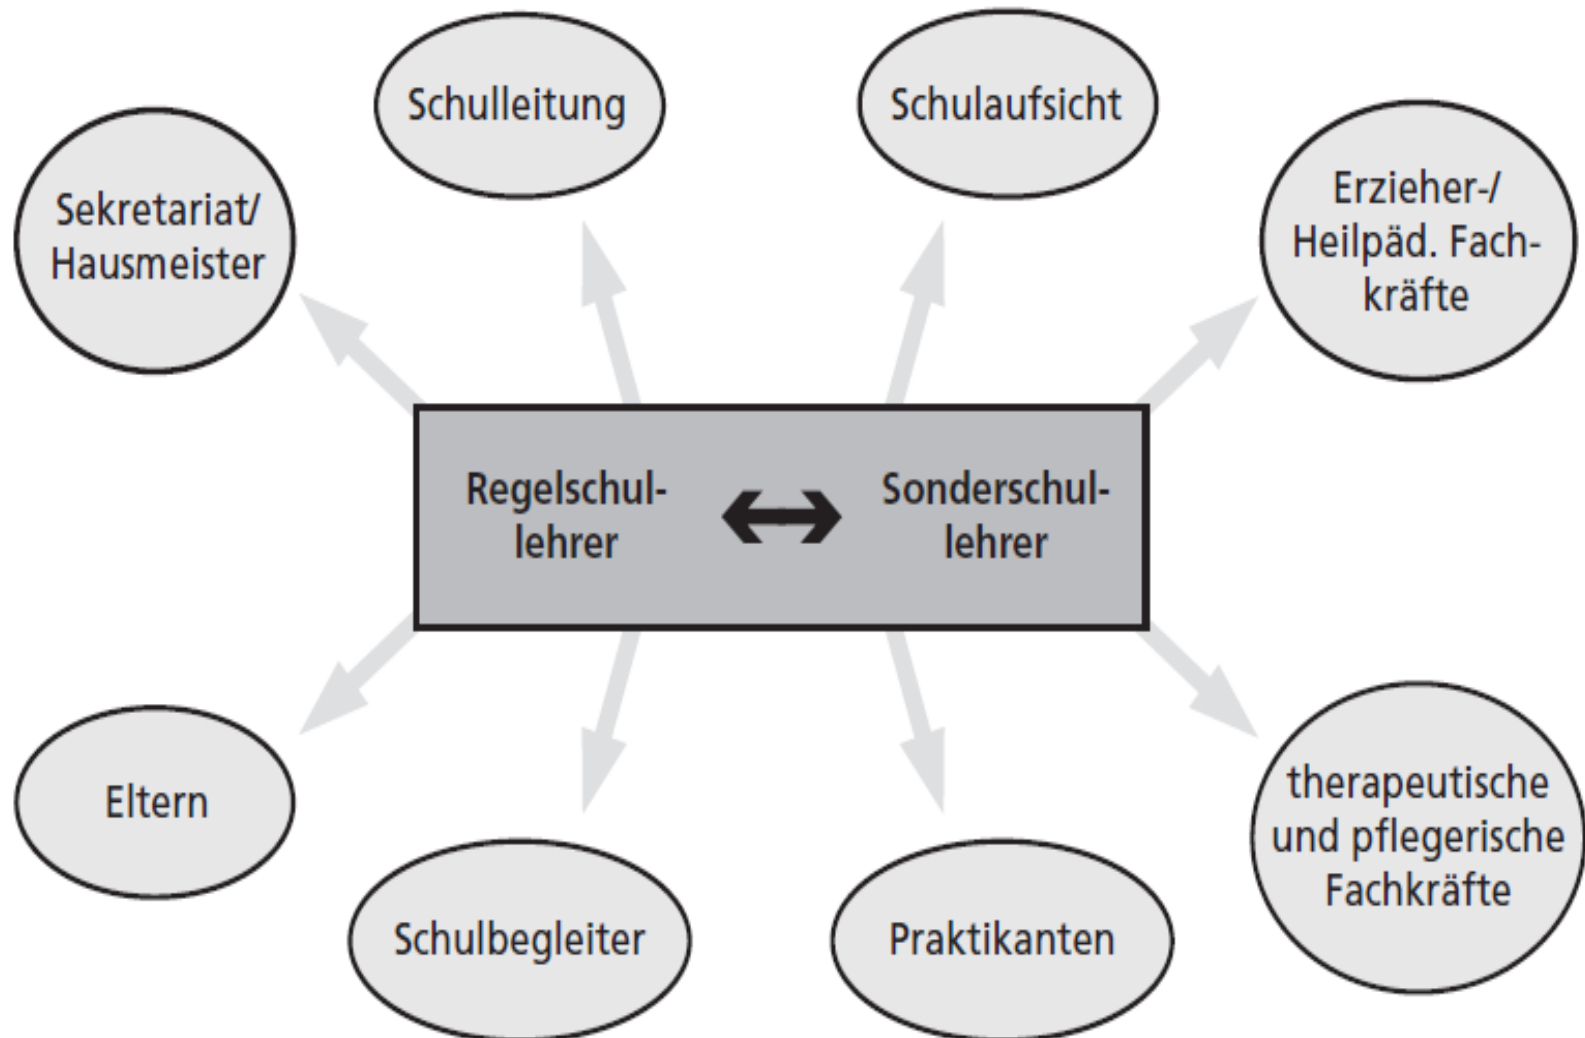 Schulleitung
Schulaufsicht
Sekretariat/
Hausmeister
Erzieher-/
Heilpäd. Fach-
kräfte
Regelschul-
lehrer
Sonderschul-
lehrer
Eltern
therapeutische
und pflegerische
Fachkräfte
Schulbegleiter
Praktikanten